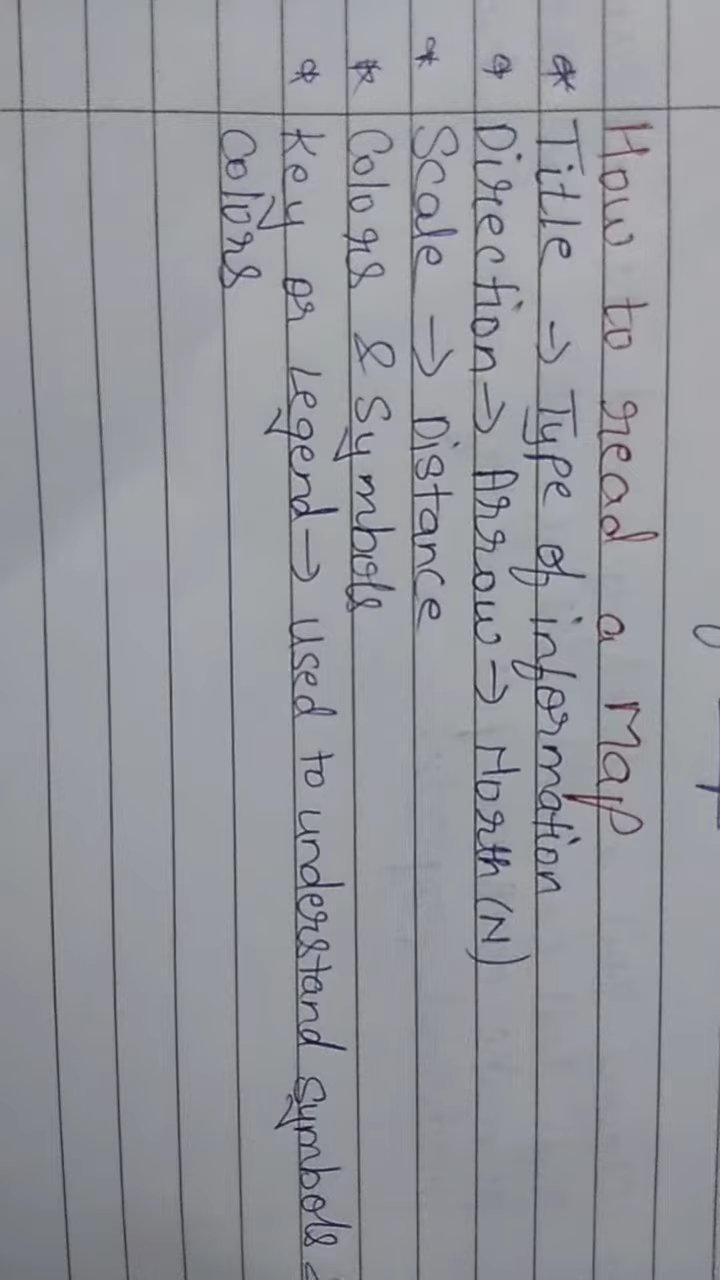 How to read a Map
* Title → Type of information
* Direction → Arrow → North (N)
* Scale → Distance
* Colors & Symbols
* Key or Legend → used to understand symbols
Colors